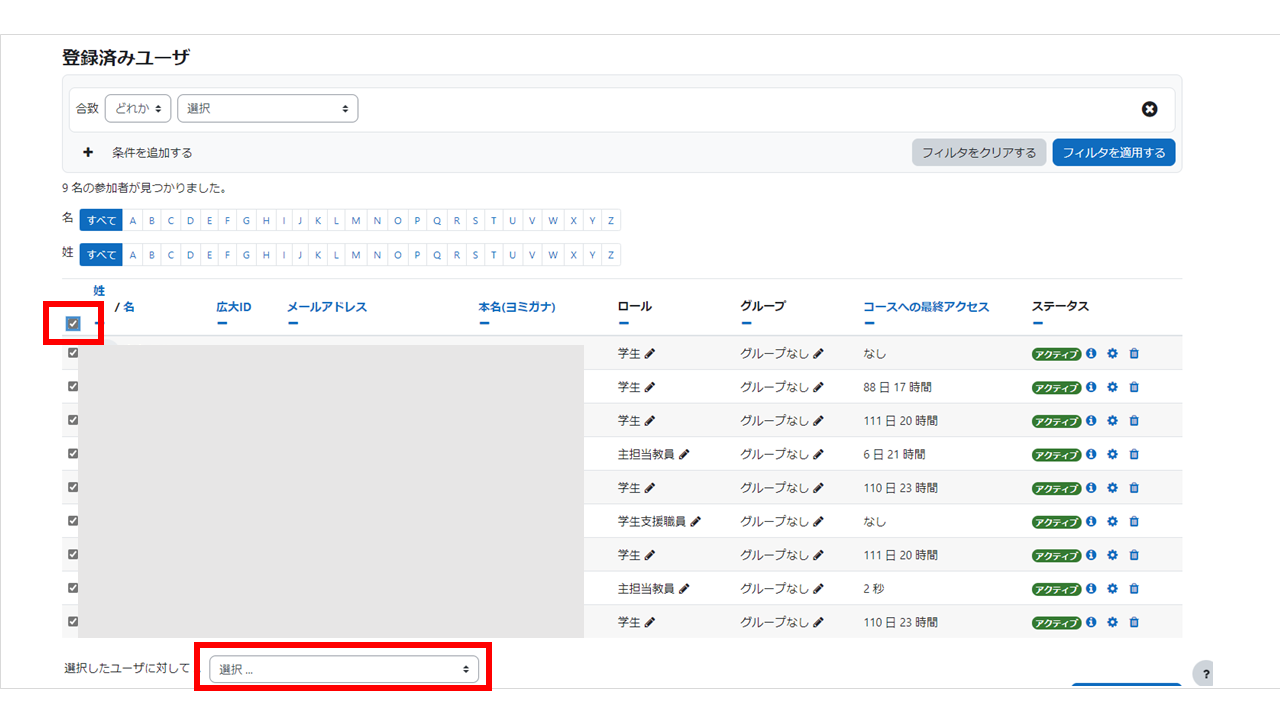 登録済みユーザ
合致 どれか 選択
条件を追加する フィルタをクリアする フィルタを適用する
9 名の参加者が見つかりました。
名 すべて A B C D E F G H I J K L M N O P Q R S T U V W X Y Z
姓 すべて A B C D E F G H I J K L M N O P Q R S T U V W X Y Z
姓 / 名 広大ID メールアドレス 本名(ヨミガナ) ロール グループ コースへの最終アクセス ステータス
学生 グループなし なし アクティブ
学生 グループなし 88 日 17 時間 アクティブ
学生 グループなし 111 日 20 時間 アクティブ
主担当教員 グループなし 6 日 21 時間 アクティブ
学生 グループなし 110 日 23 時間 アクティブ
学生支援職員 グループなし なし アクティブ
学生 グループなし 111 日 20 時間 アクティブ
主担当教員 グループなし 2 秒 アクティブ
学生 グループなし 110 日 23 時間 アクティブ
選択したユーザに対して 選択 ...
?